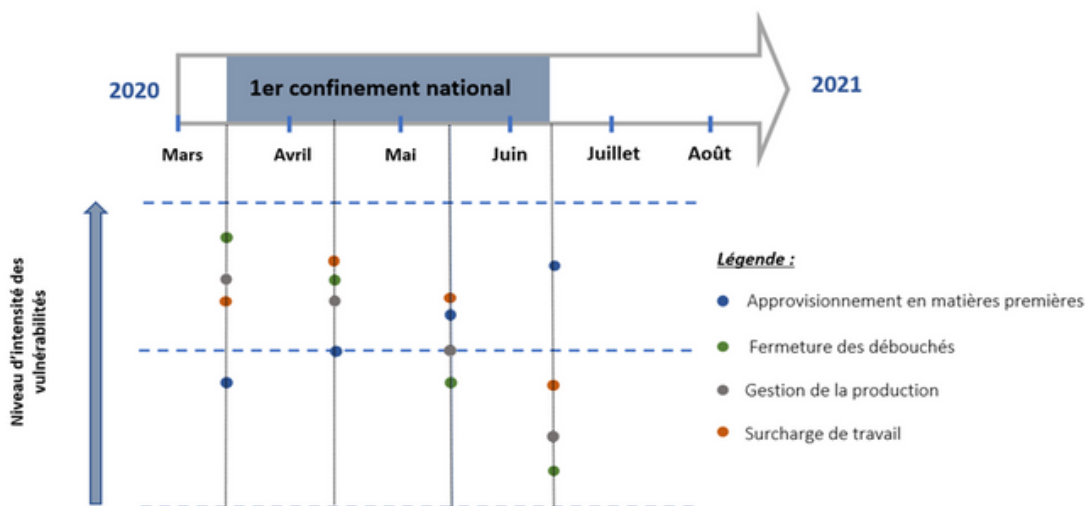 1er confinement national
2020
2021
Mars
Avril
Mai
Juin
Juillet
Août
Niveau d'intensité des
vulnérabilités
Légende :
Approvisionnement en matières premières
Fermeture des débouchés
Gestion de la production
Surcharge de travail